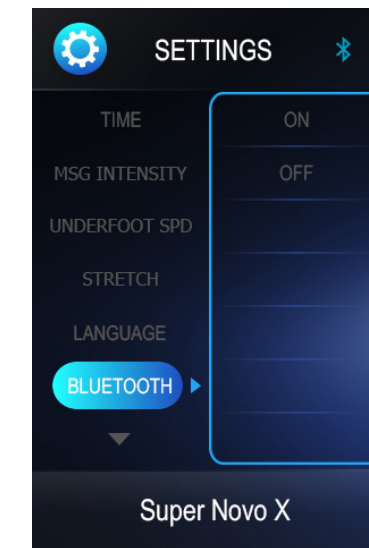 SETTINGS
TIME
ON
MSG INTENSITY
OFF
UNDERFOOT SPD
STRETCH
LANGUAGE
BLUETOOTH
Super Novo X